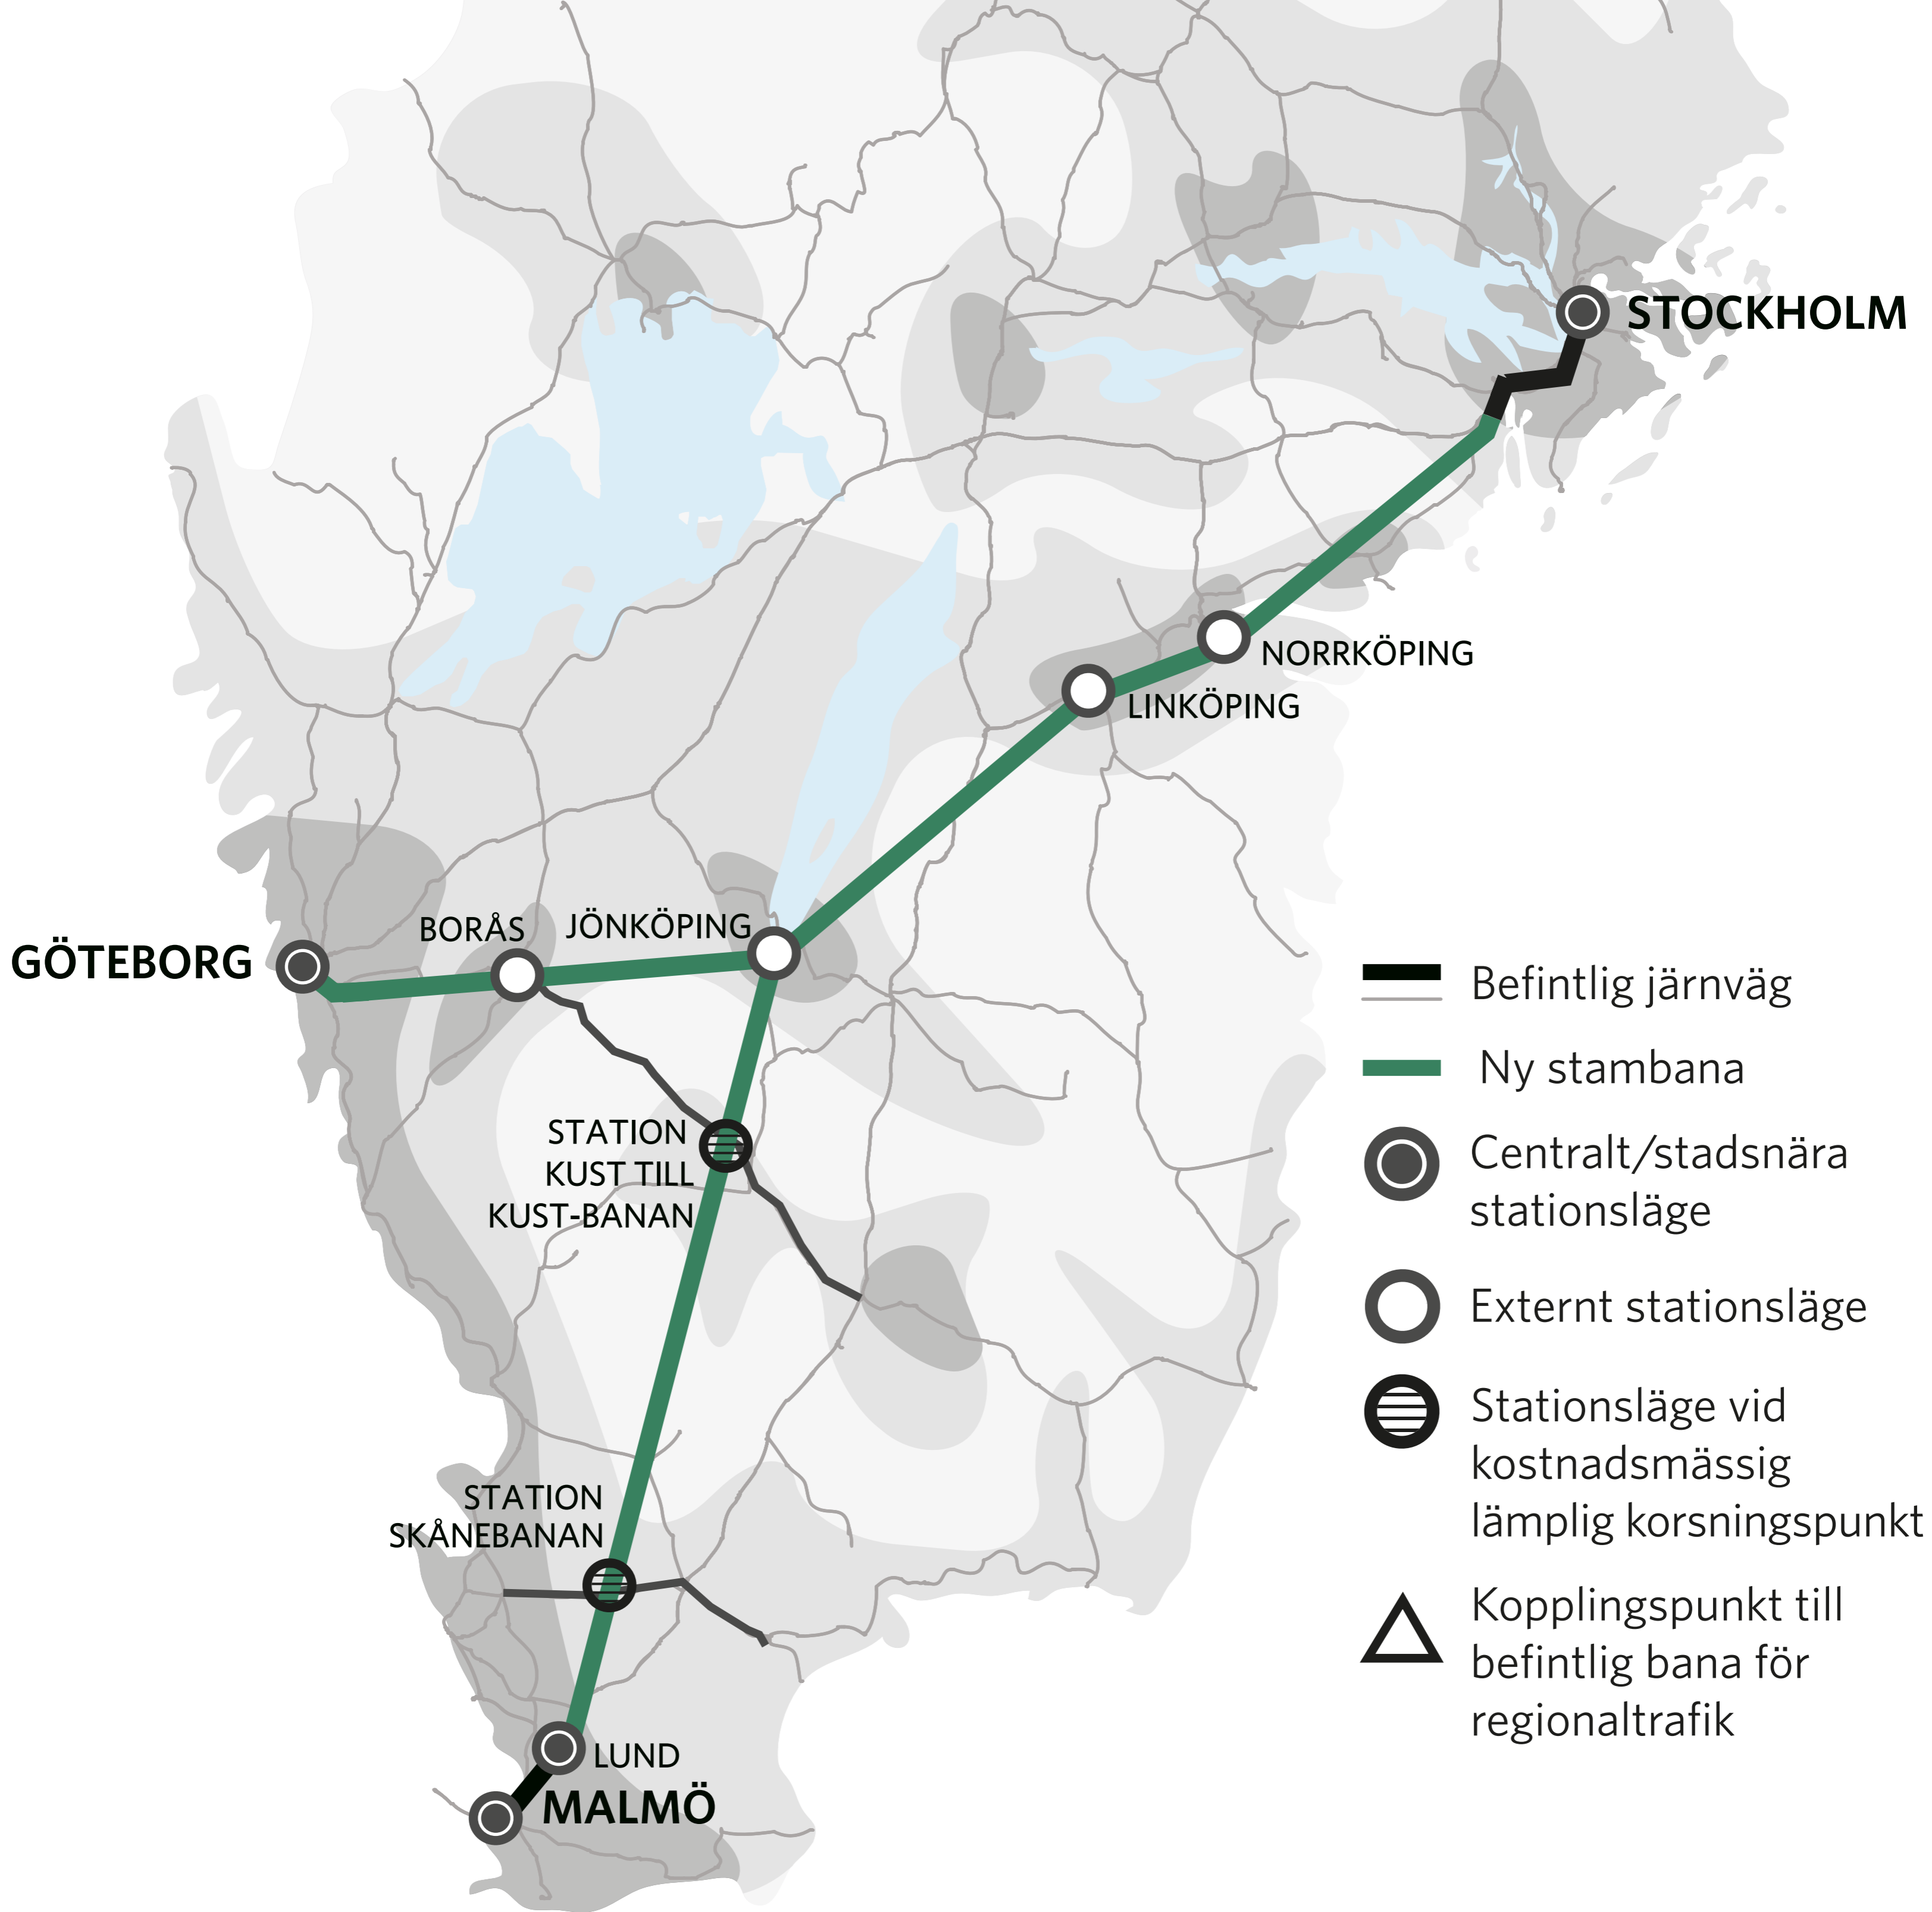 STOCKHOLM
NORRKÖPING
LINKÖPING
BORÅS
JÖNKÖPING
GÖTEBORG
STATION
KUST TILL
KUST-BANAN
STATION
SKÅNEBANAN
LUND
MALMÖ
Befintlig järnväg
Ny stambana
Centralt/stadsnära
stationsläge
Externt stationsläge
Stationsläge vid
kostnadsmässig
lämplig korsningspunkt
Kopplingspunkt till
befintlig bana för
regionaltrafik